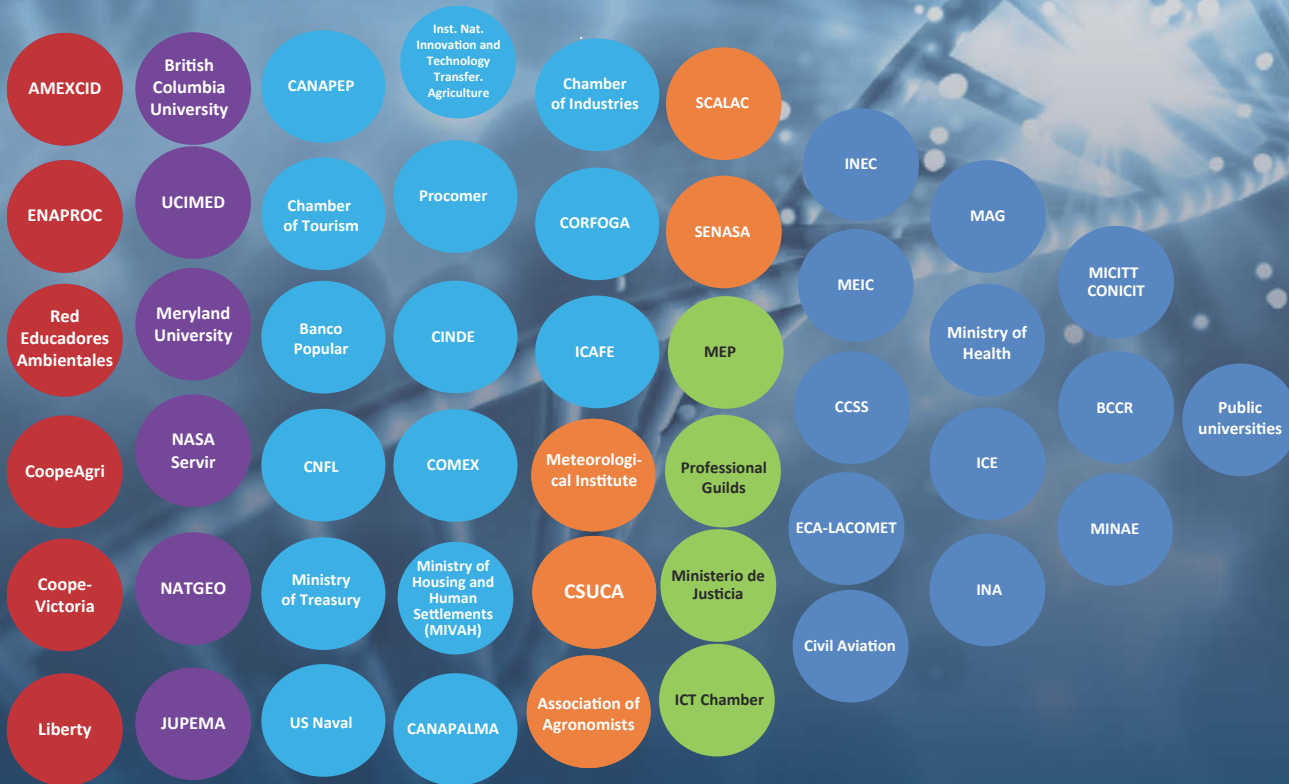 AMEXCID
ENAPROC
Red
Educadores
Ambientales
CoopeAgri
Coope-
Victoria
Liberty
British
Columbia
University
UCIMED
Meryland
University
NASA
Servir
NATGEO
JUPEMA
CANAPEP
Chamber
of Tourism
Banco
Popular
CNFL
Ministry
of Treasury
US Naval
Inst. Nat.
Innovation and
Technology
Transfer.
Agriculture
Procomer
CINDE
COMEX
Ministry of
Housing and
Human
Settlements
(MIVAH)
CANAPALMA
Chamber
of Industries
CORFOGA
ICAFE
Meteorologi-
cal Institute
CSUCA
Association of
Agronomists
SCALAC
SENASA
MEP
Professional
Guilds
Ministerio de
Justicia
ICT Chamber
INEC
MEIC
CCSS
ECA-LACOMET
Civil Aviation
MAG
Ministry of
Health
ICE
INA
MICITT
CONICIT
BCCR
MINAE
Public
universities